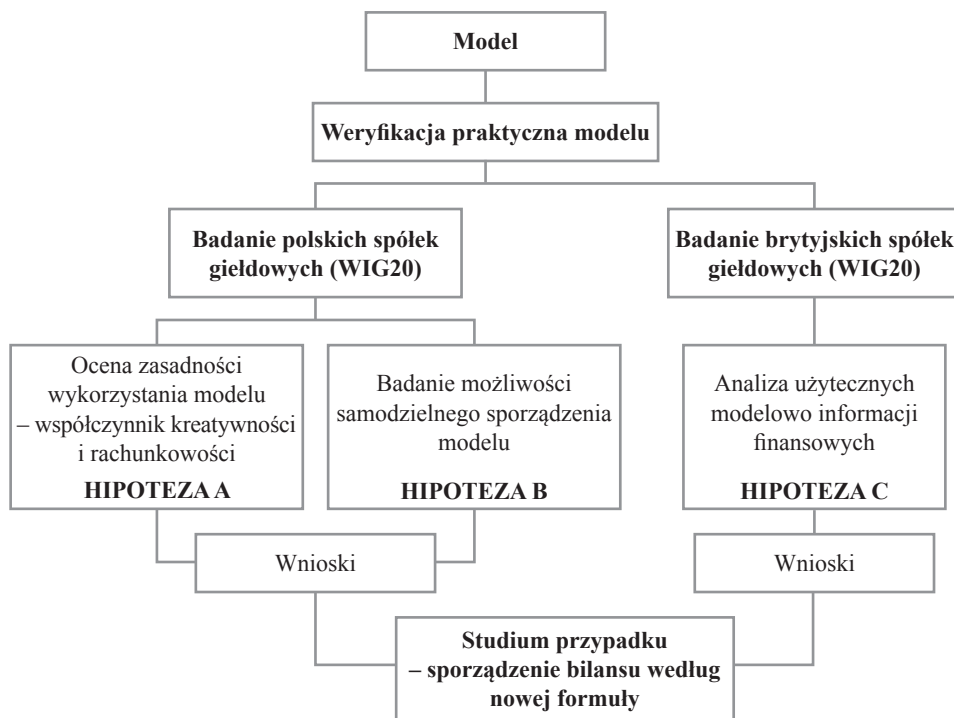 Model
Weryfikacja praktyczna modelu
Badanie polskich spółek
giełdowych (WIG20)
Badanie brytyjskich spółek
giełdowych (WIG20)
Ocena zasadności
wykorzystania modelu
– współczynnik kreatywności
i rachunkowości
HIPOTEZA A
Badanie możliwości
samodzielnego sporządzenia
modelu
HIPOTEZA B
Analiza użytecznych
modelowo informacji
finansowych
HIPOTEZA C
Wnioski
Wnioski
Studium przypadku
– sporządzenie bilansu według
nowej formuły